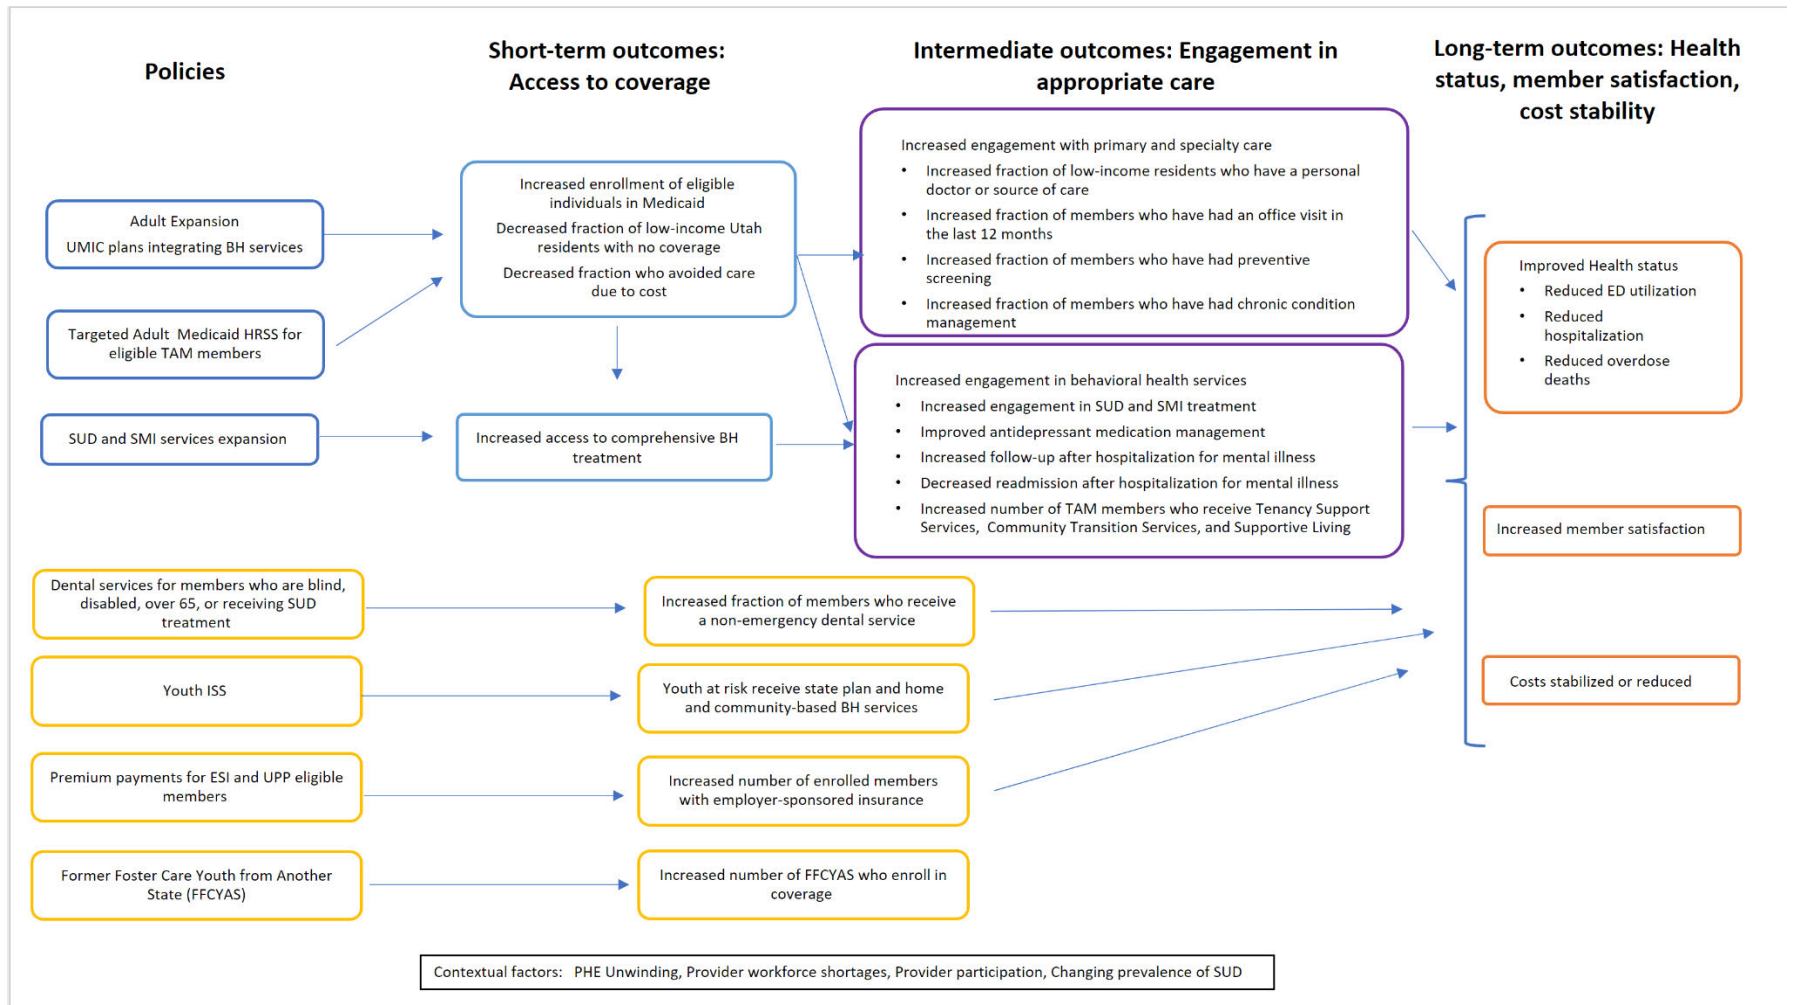 Policies
Short-term outcomes:
Access to coverage
Intermediate outcomes: Engagement in
appropriate care
Long-term outcomes: Health
status, member satisfaction,
cost stability
Adult Expansion
UMIC plans integrating BH services
Targeted Adult Medicaid HRSS for
eligible TAM members
SUD and SMI services expansion
Increased enrollment of eligible
individuals in Medicaid
Decreased fraction of low-income Utah
residents with no coverage
Decreased fraction who avoided care
due to cost
Increased access to comprehensive BH
treatment
Increased engagement with primary and specialty care
• Increased fraction of low-income residents who have a personal
doctor or source of care
• Increased fraction of members who have had an office visit in
the last 12 months
• Increased fraction of members who have had preventive
screening
• Increased fraction of members who have had chronic condition
management
Increased engagement in behavioral health services
• Increased engagement in SUD and SMI treatment
• Improved antidepressant medication management
• Increased follow-up after hospitalization for mental illness
• Decreased readmission after hospitalization for mental illness
• Increased number of TAM members who receive Tenancy Support
Services, Community Transition Services, and Supportive Living
Improved Health status
• Reduced ED utilization
• Reduced
hospitalization
• Reduced overdose
deaths
Increased member satisfaction
Costs stabilized or reduced
Dental services for members who are blind,
disabled, over 65, or receiving SUD
treatment
Increased fraction of members who receive
a non-emergency dental service
Youth ISS
Youth at risk receive state plan and home
and community-based BH services
Premium payments for ESI and UPP eligible
members
Increased number of enrolled members
with employer-sponsored insurance
Former Foster Care Youth from Another
State (FFCYAS)
Increased number of FFCYAS who enroll in
coverage
Contextual factors: PHE Unwinding, Provider workforce shortages, Provider participation, Changing prevalence of SUD